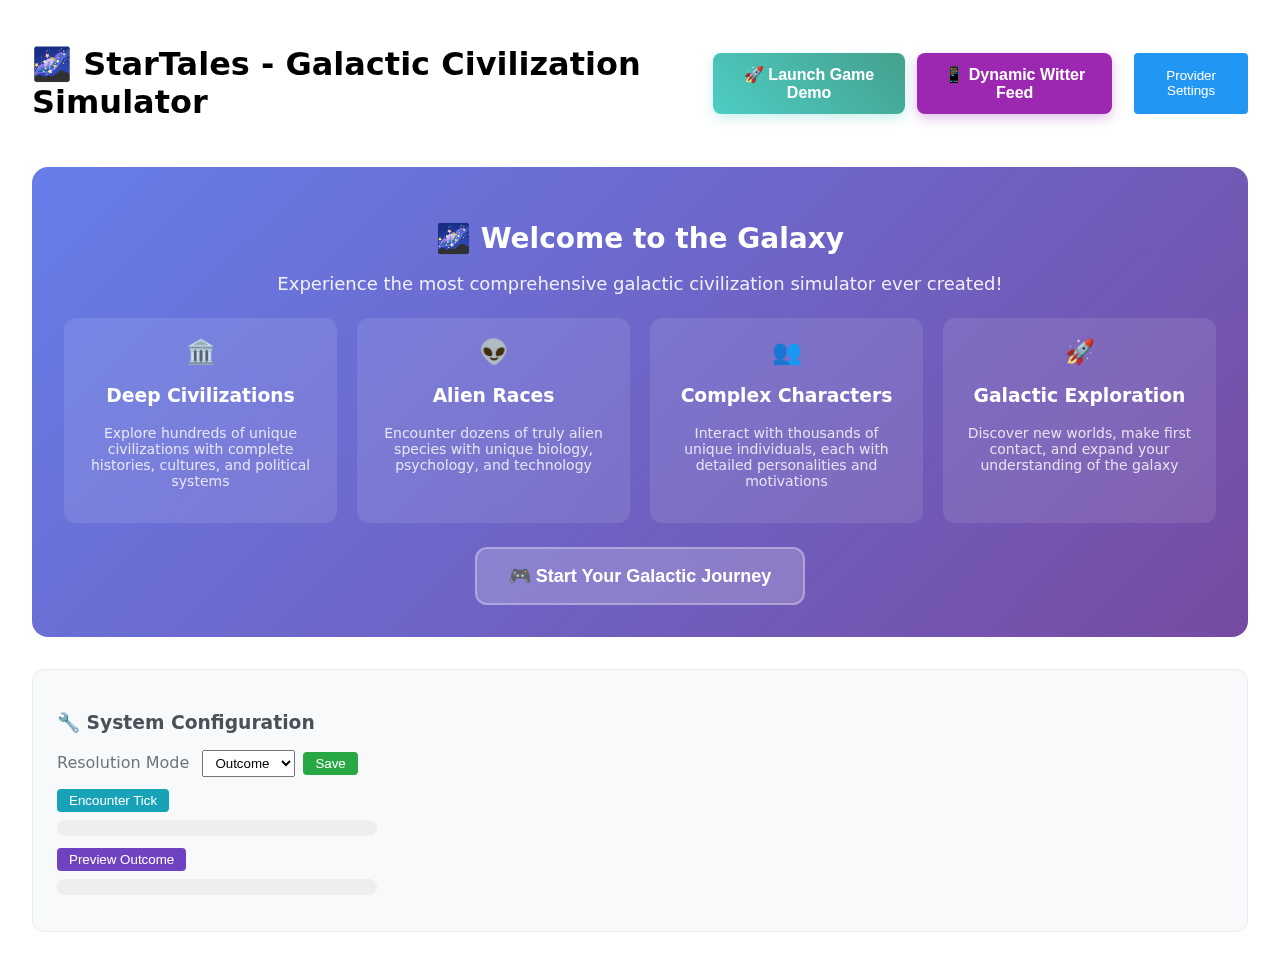 🌌 StarTales - Galactic Civilization
Simulator
🚀 Launch Game
Demo
📱 Dynamic Witter
Feed
Provider
Settings
🌌 Welcome to the Galaxy
Experience the most comprehensive galactic civilization simulator ever created!
🏛️
Deep Civilizations
Explore hundreds of unique
civilizations with complete
histories, cultures, and political
systems
👽
Alien Races
Encounter dozens of truly alien
species with unique biology,
psychology, and technology
👥
Complex Characters
Interact with thousands of
unique individuals, each with
detailed personalities and
motivations
🚀
Galactic Exploration
Discover new worlds, make first
contact, and expand your
understanding of the galaxy
🎮 Start Your Galactic Journey
🔧 System Configuration
Resolution Mode Outcome Save
Encounter Tick
Preview Outcome